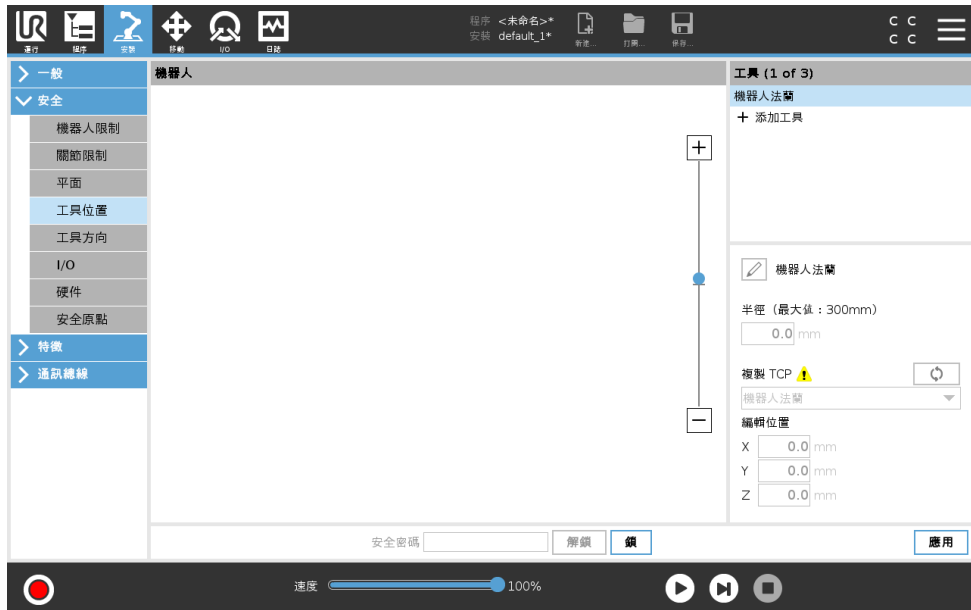 程序 <未命名>*
安裝 default_1*
運行
程序
安裝
移動
I/O
日誌
新建...
打開...
保存...
C C
C C
一般
安全
機器人限制
關節限制
平面
工具位置
工具方向
I/O
硬件
安全原點
特徵
通訊總線
機器人
工具 (1 of 3)
機器人法蘭
添加工具
機器人法蘭
半徑（最大值：300mm）
0.0 mm
複製 TCP
機器人法蘭
編輯位置
X 0.0 mm
Y 0.0 mm
Z 0.0 mm
安全密碼 解鎖 鎖
應用
速度 100%